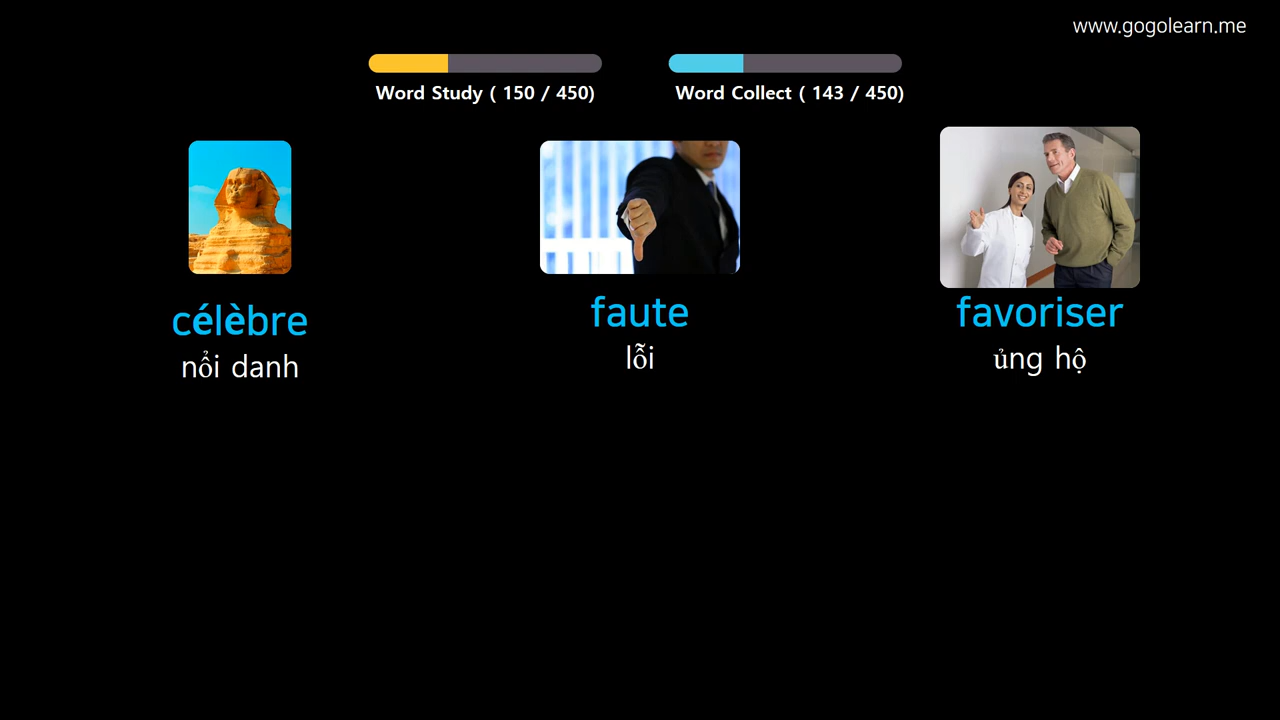 www.gogolearn.me
Word Study ( 150 / 450)
Word Collect ( 143 / 450)
célèbre
nổi danh
faute
lỗi
favoriser
ủng hộ